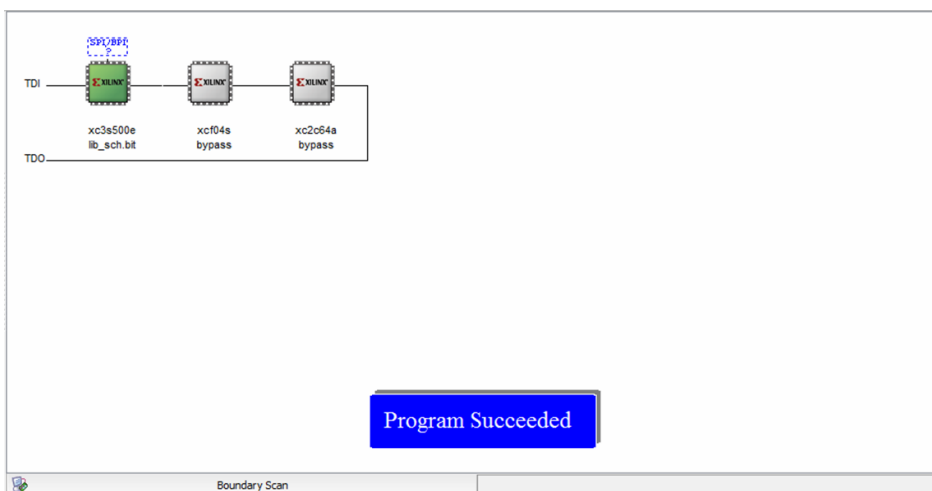 SPI/BPI
?
TDI
XILINX XILINX XILINX
xc3s500e xcf04s xc2c64a
lib_sch.bit bypass bypass
TDO
Program Succeeded
Boundary Scan